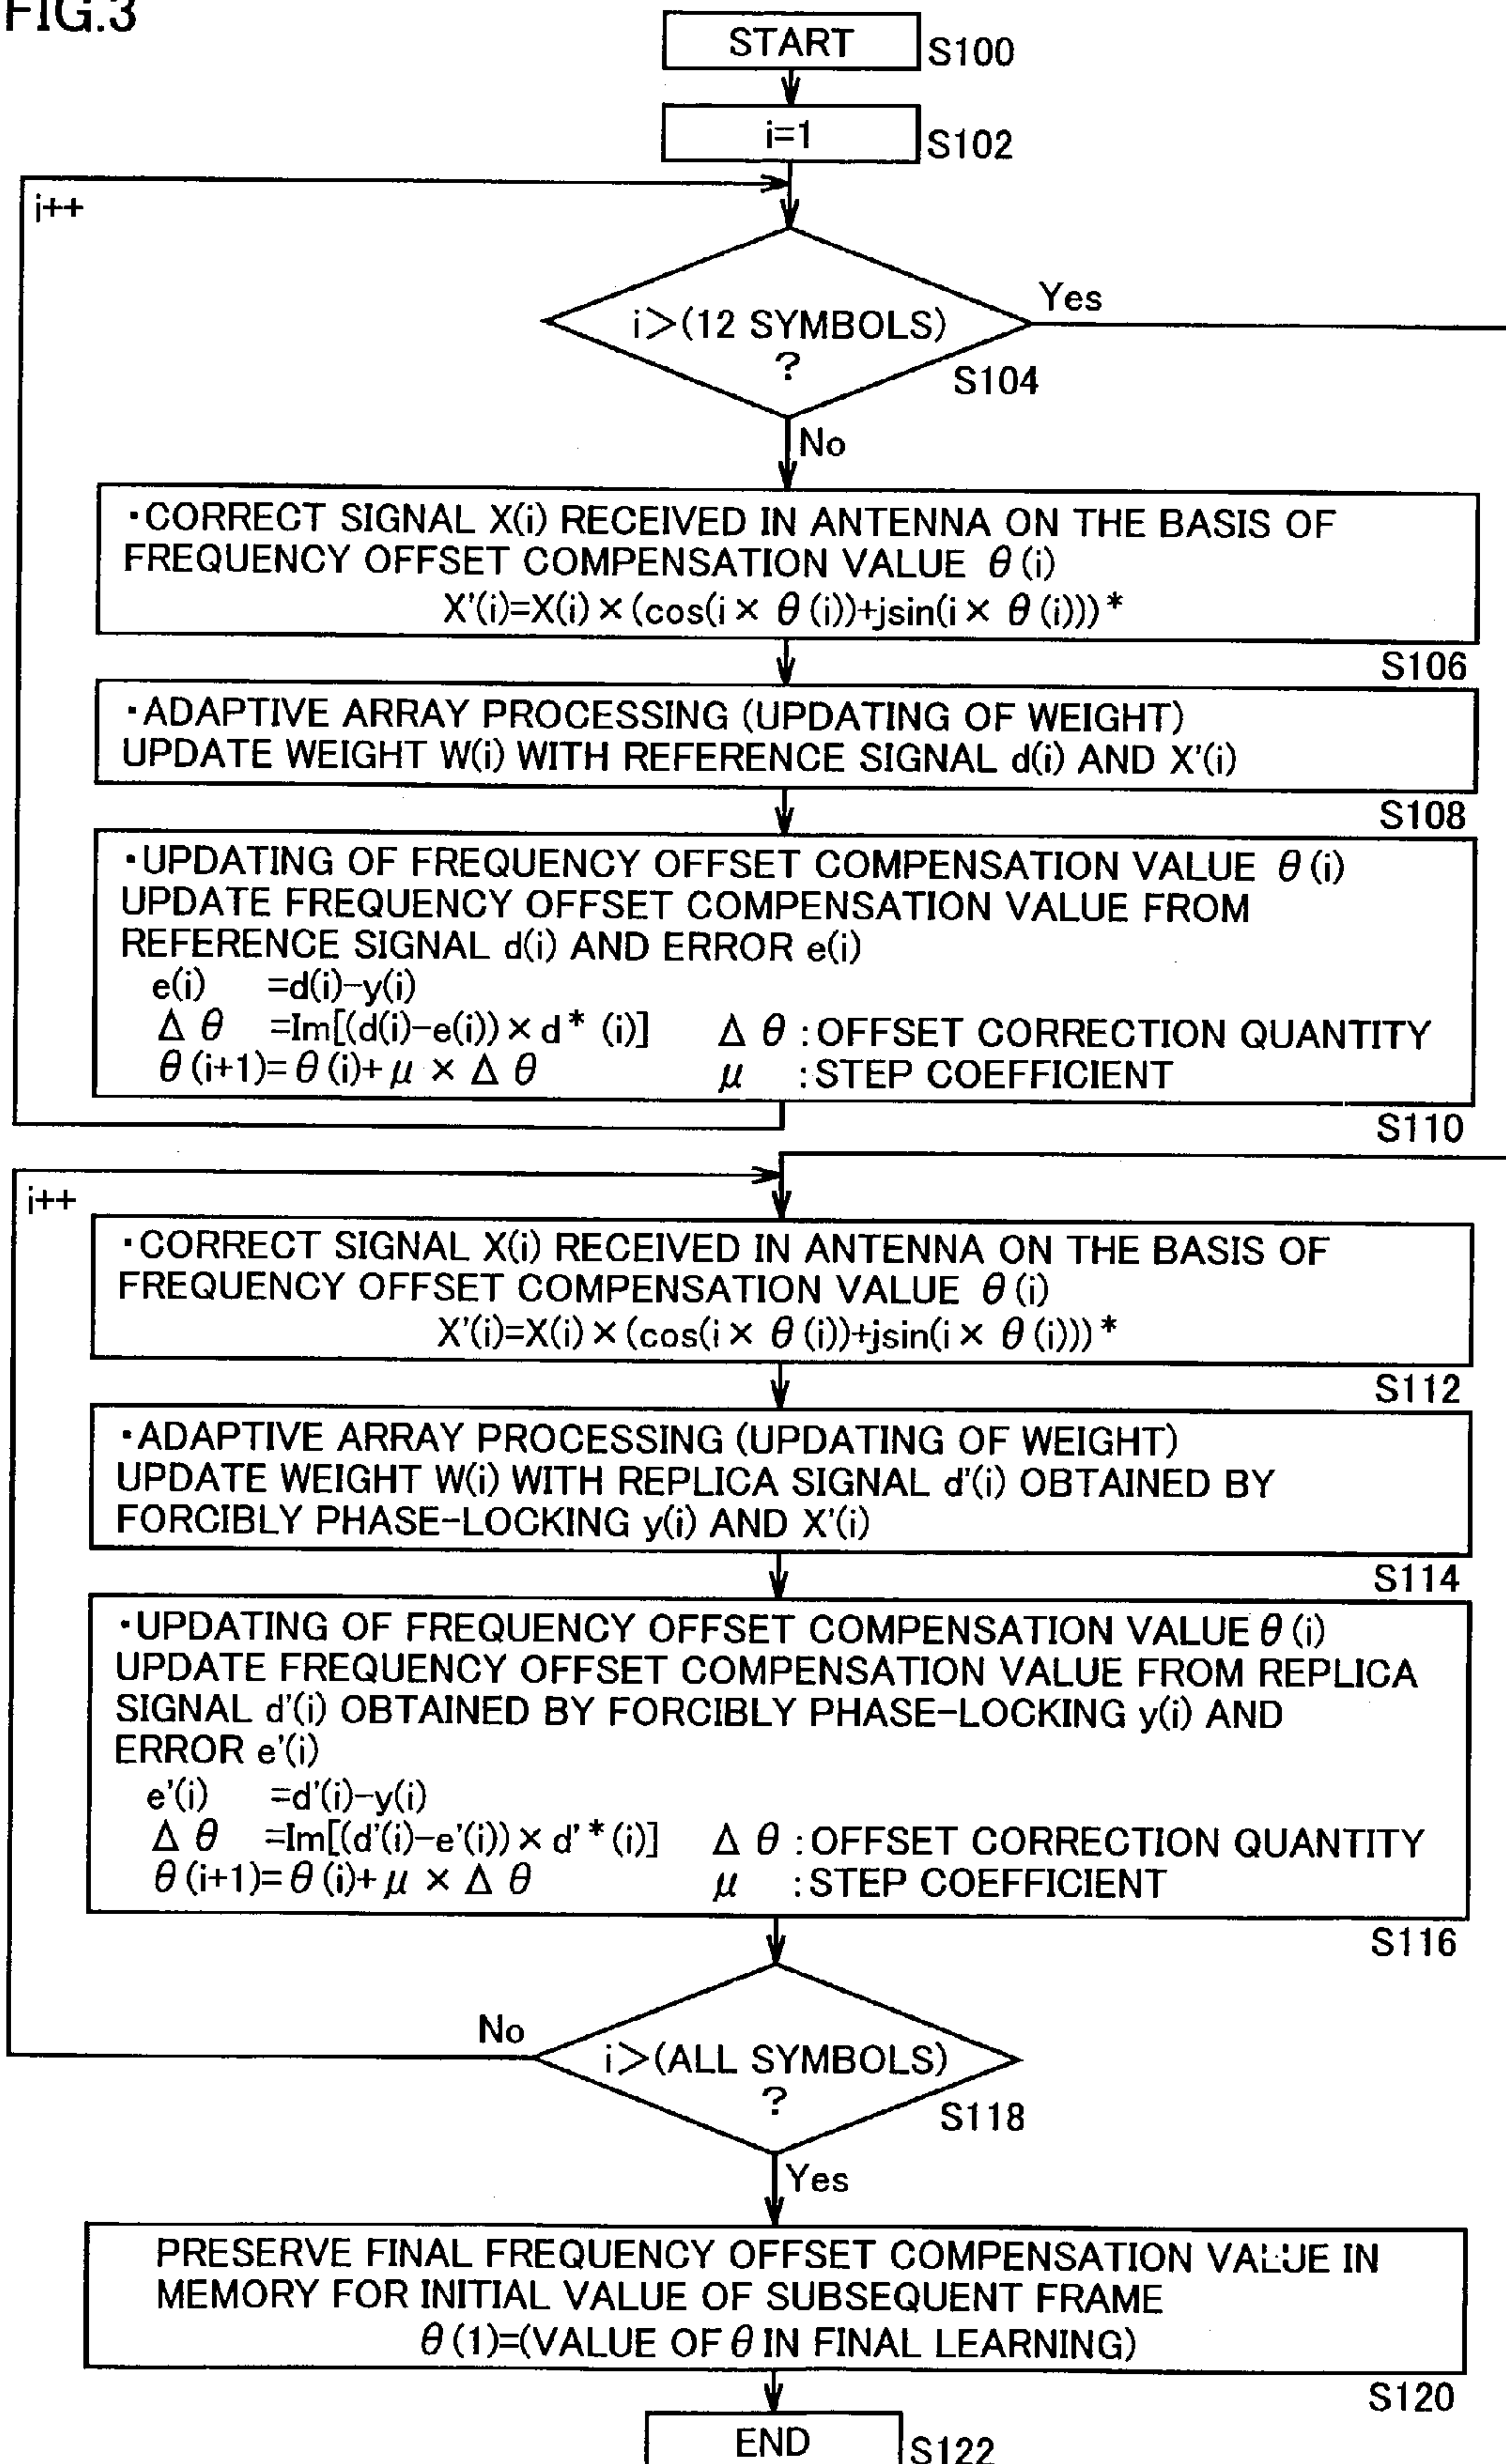 FIG.3
START
S100
i=1
S102
i++
i>(12 SYMBOLS)
?
Yes
S104
No
・CORRECT SIGNAL X(i) RECEIVED IN ANTENNA ON THE BASIS OF
FREQUENCY OFFSET COMPENSATION VALUE θ(i)
X'(i)=X(i)×(cos(i× θ(i))+jsin(i× θ(i)))*
S106
・ADAPTIVE ARRAY PROCESSING (UPDATING OF WEIGHT)
UPDATE WEIGHT W(i) WITH REFERENCE SIGNAL d(i) AND X'(i)
S108
・UPDATING OF FREQUENCY OFFSET COMPENSATION VALUE θ(i)
UPDATE FREQUENCY OFFSET COMPENSATION VALUE FROM
REFERENCE SIGNAL d(i) AND ERROR e(i)
e(i) =d(i)-y(i)
Δθ =Im[(d(i)-e(i))×d*(i)] Δθ:OFFSET CORRECTION QUANTITY
θ(i+1)=θ(i)+μ×Δθ μ :STEP COEFFICIENT
S110
i++
・CORRECT SIGNAL X(i) RECEIVED IN ANTENNA ON THE BASIS OF
FREQUENCY OFFSET COMPENSATION VALUE θ(i)
X'(i)=X(i)×(cos(i× θ(i))+jsin(i× θ(i)))*
S112
・ADAPTIVE ARRAY PROCESSING (UPDATING OF WEIGHT)
UPDATE WEIGHT W(i) WITH REPLICA SIGNAL d'(i) OBTAINED BY
FORCIBLY PHASE-LOCKING y(i) AND X'(i)
S114
・UPDATING OF FREQUENCY OFFSET COMPENSATION VALUE θ(i)
UPDATE FREQUENCY OFFSET COMPENSATION VALUE FROM REPLICA
SIGNAL d'(i) OBTAINED BY FORCIBLY PHASE-LOCKING y(i) AND
ERROR e'(i)
e'(i) =d'(i)-y(i)
Δθ =Im[(d'(i)-e'(i))×d'*(i)] Δθ:OFFSET CORRECTION QUANTITY
θ(i+1)=θ(i)+μ×Δθ μ :STEP COEFFICIENT
S116
No
i>(ALL SYMBOLS)
?
S118
Yes
PRESERVE FINAL FREQUENCY OFFSET COMPENSATION VALUE IN
MEMORY FOR INITIAL VALUE OF SUBSEQUENT FRAME
θ(1)=(VALUE OF θ IN FINAL LEARNING)
S120
END
S122